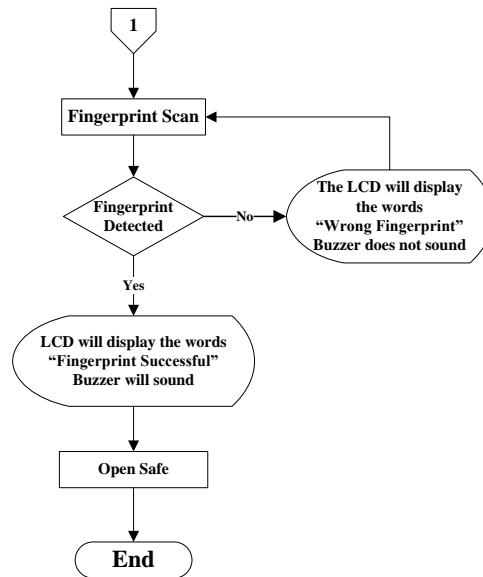 1
Fingerprint Scan
Fingerprint
Detected
No
The LCD will display
the words
“Wrong Fingerprint”
Buzzer does not sound
Yes
LCD will display the words
“Fingerprint Successful”
Buzzer will sound
Open Safe
End